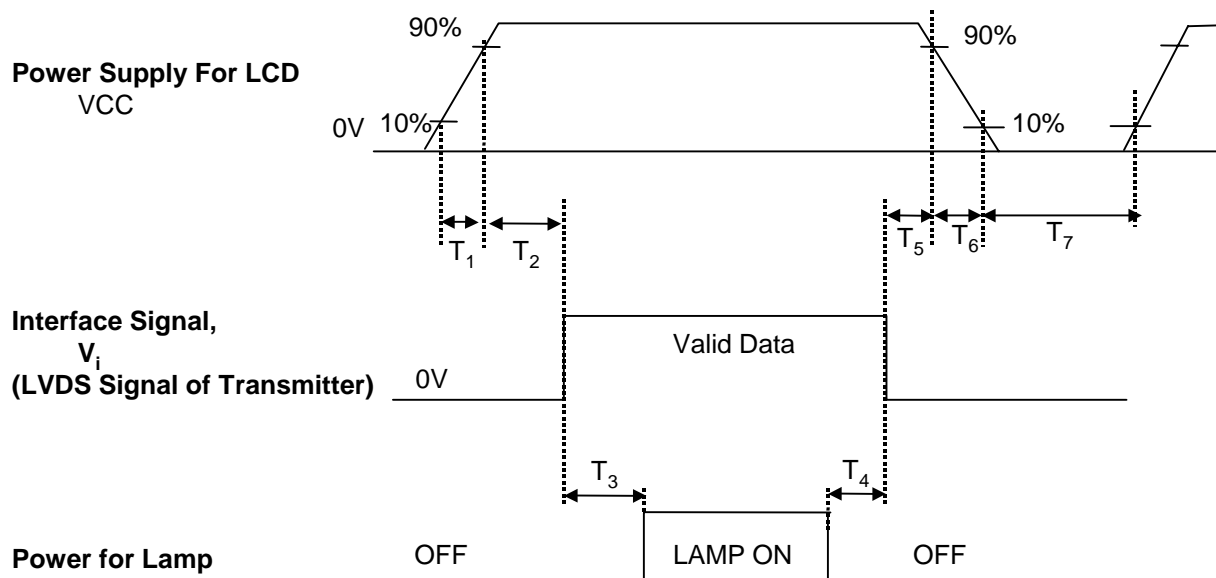 90%
90%
Power Supply For LCD
VCC
0V
10%
10%
T1
T2
T5
T6
T7
Interface Signal,
Vi
(LVDS Signal of Transmitter)
0V
Valid Data
T3
T4
Power for Lamp
OFF
LAMP ON
OFF